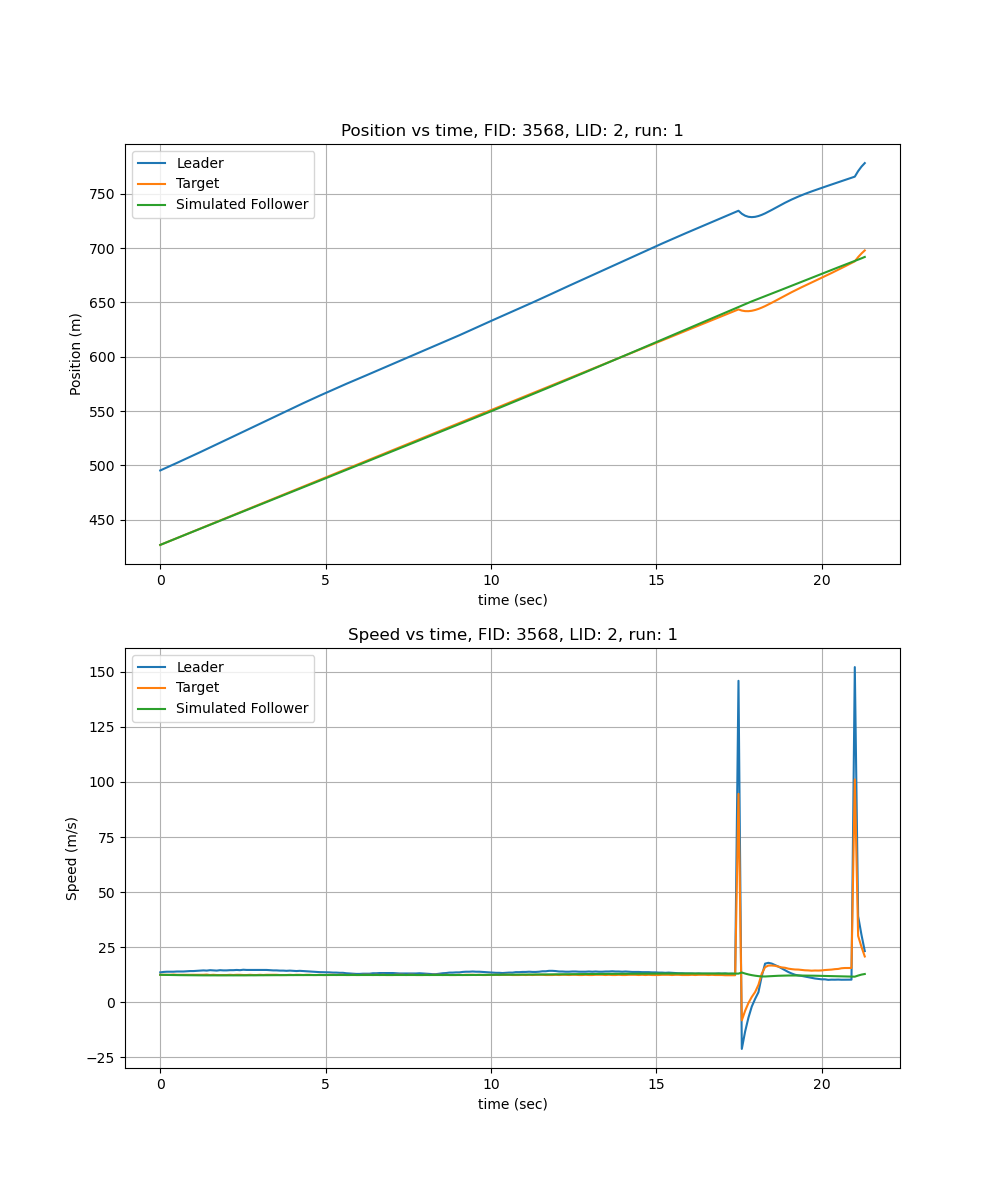 Position vs time, FID: 3568, LID: 2, run: 1
Leader
Target
Simulated Follower
Position (m)
750
700
650
600
550
500
450
0 5 10 15 20
time (sec)
Speed vs time, FID: 3568, LID: 2, run: 1
Leader
Target
Simulated Follower
Speed (m/s)
150
125
100
75
50
25
0
−25
0 5 10 15 20
time (sec)